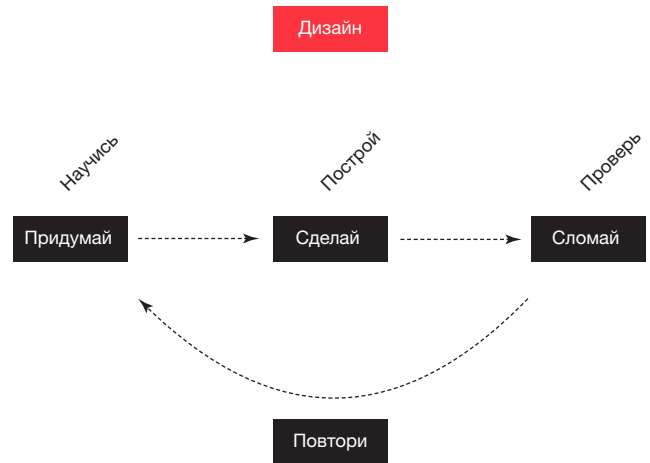 Дизайн
Научись
Построй
Проверь
Придумай
Сделай
Сломай
Повтори